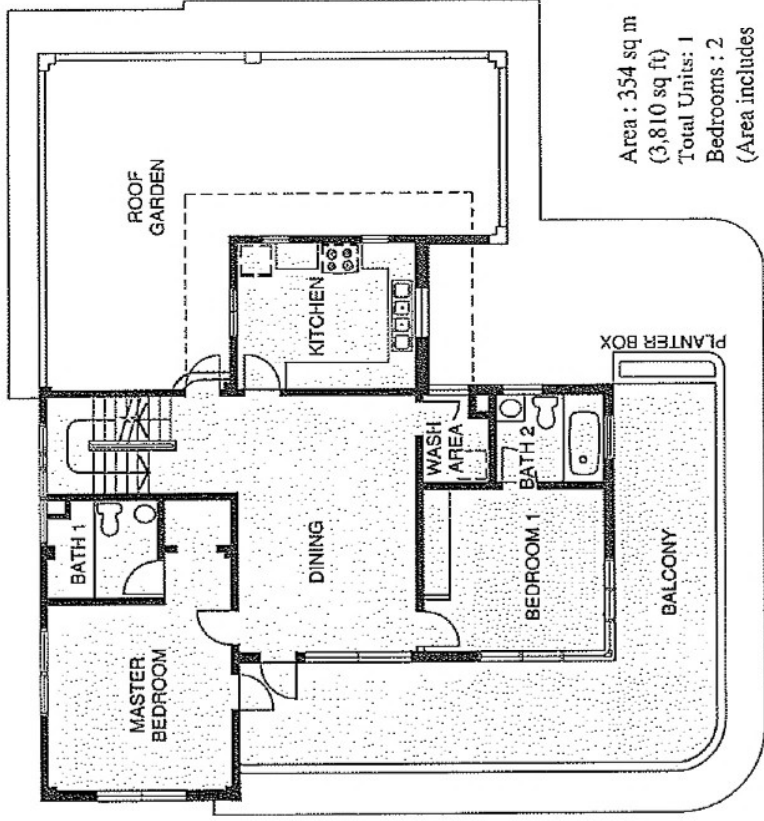 ROOF
GARDEN
KITCHEN
PLANTER BOX
BATH 1
DINING
WASH
AREA
BATH 2
MASTER
BEDROOM
BEDROOM 1
BALCONY
Area : 354 sq m
(3,810 sq ft)
Total Units: 1
Bedrooms : 2
(Area includes